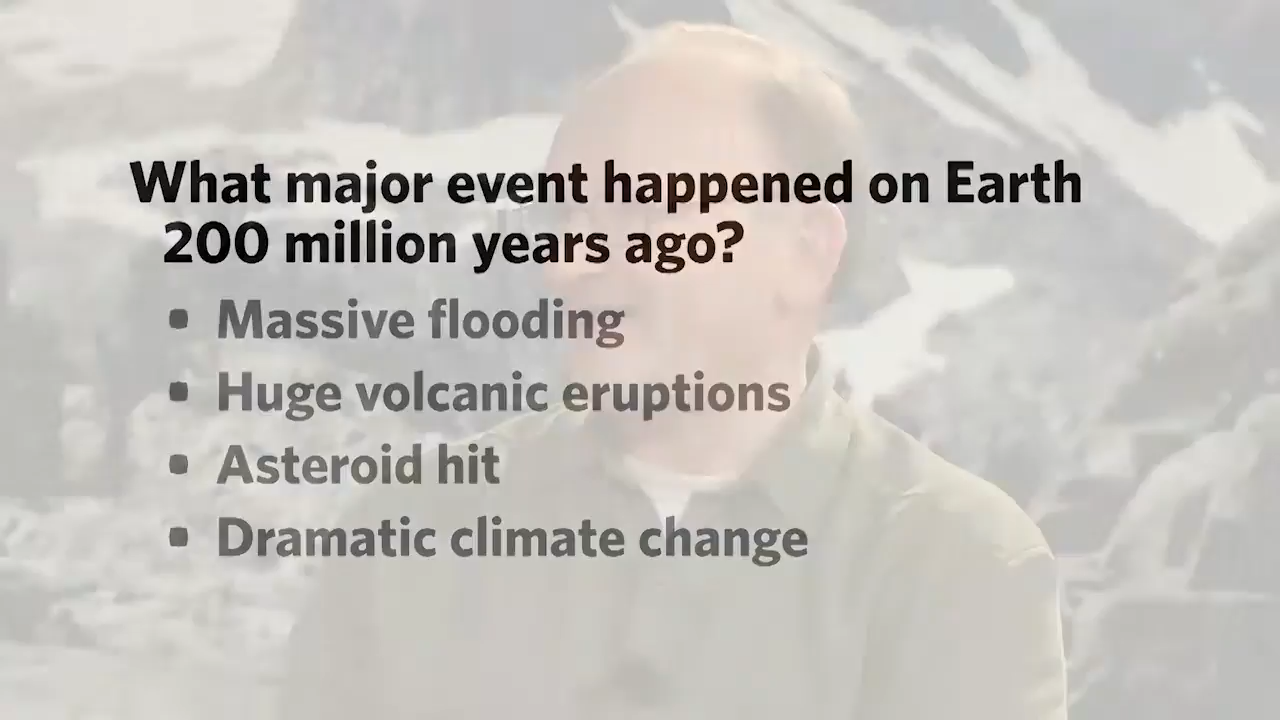 What major event happened on Earth
200 million years ago?
• Massive flooding
• Huge volcanic eruptions
• Asteroid hit
• Dramatic climate change